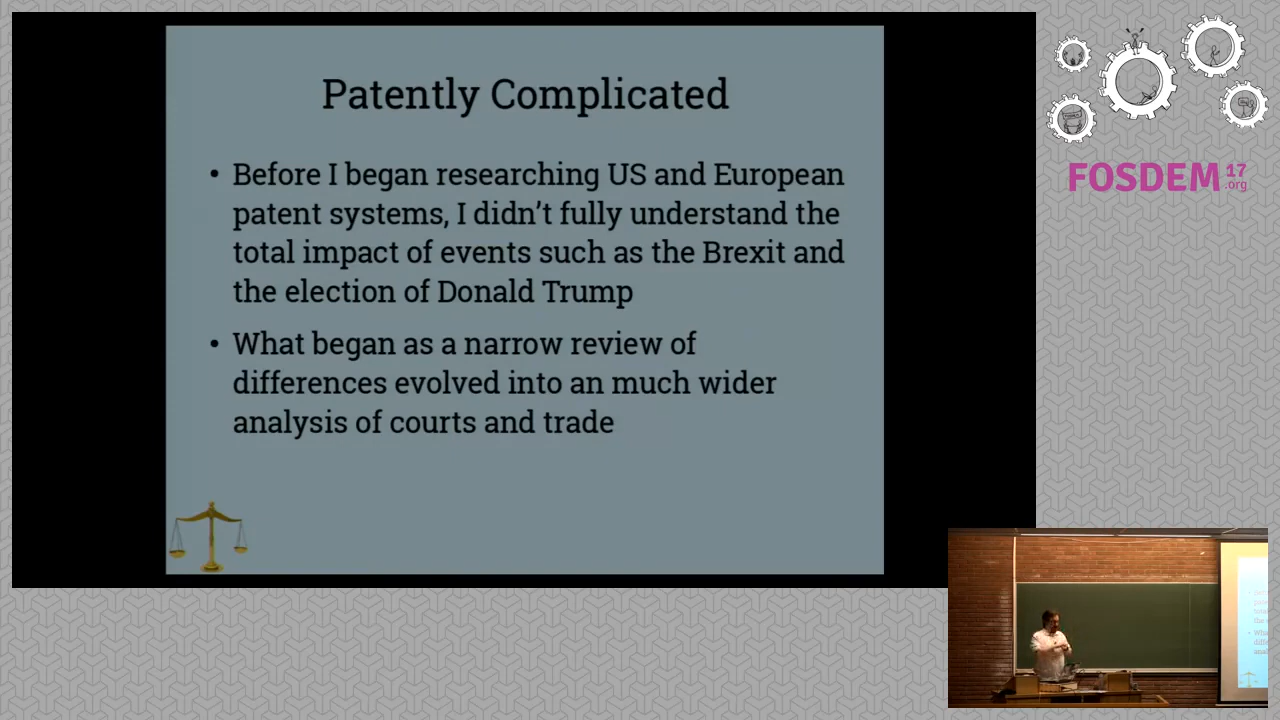 Patently Complicated
• Before I began researching US and European
patent systems, I didn’t fully understand the
total impact of events such as the Brexit and
the election of Donald Trump
• What began as a narrow review of
differences evolved into an much wider
analysis of courts and trade
FOSDEM 17
.org